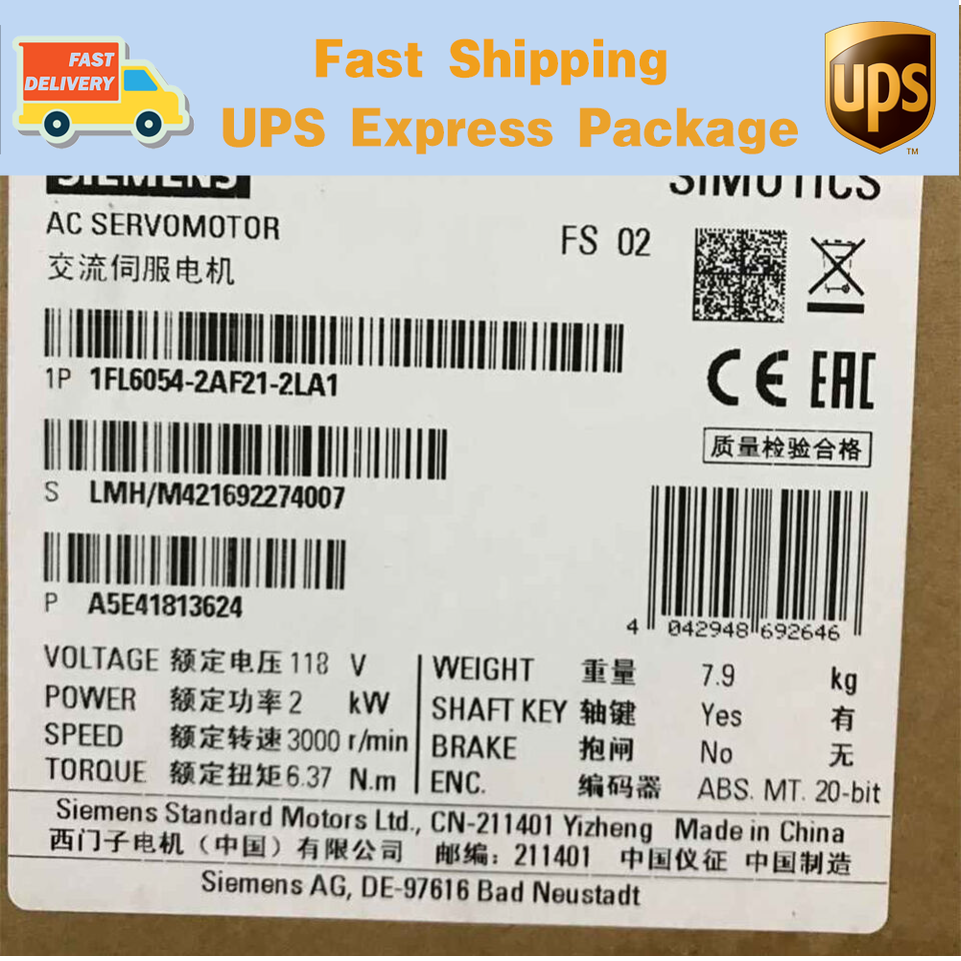 FAST
DELIVERY
Fast Shipping
UPS Express Package
ups
TM
SIEMENS
SIMOTICS
AC SERVOMOTOR
交流伺服电机
FS 02
1P 1FL6054-2AF21-2LA1
CE EAC
质量检验合格
S LMH/M421692274007
P A5E41813624
4 042948 692646
VOLTAGE 额定电压 118 V
POWER 额定功率 2 kW
SPEED 额定转速 3000 r/min
TORQUE 额定扭矩 6.37 N.m
WEIGHT 重量 7.9 kg
SHAFT KEY 轴键 Yes 有
BRAKE 抱闸 No 无
ENC. 编码器 ABS. MT. 20-bit
Siemens Standard Motors Ltd., CN-211401 Yizheng Made in China
西门子电机（中国）有限公司 邮编：211401 中国仪征 中国制造
Siemens AG, DE-97616 Bad Neustadt